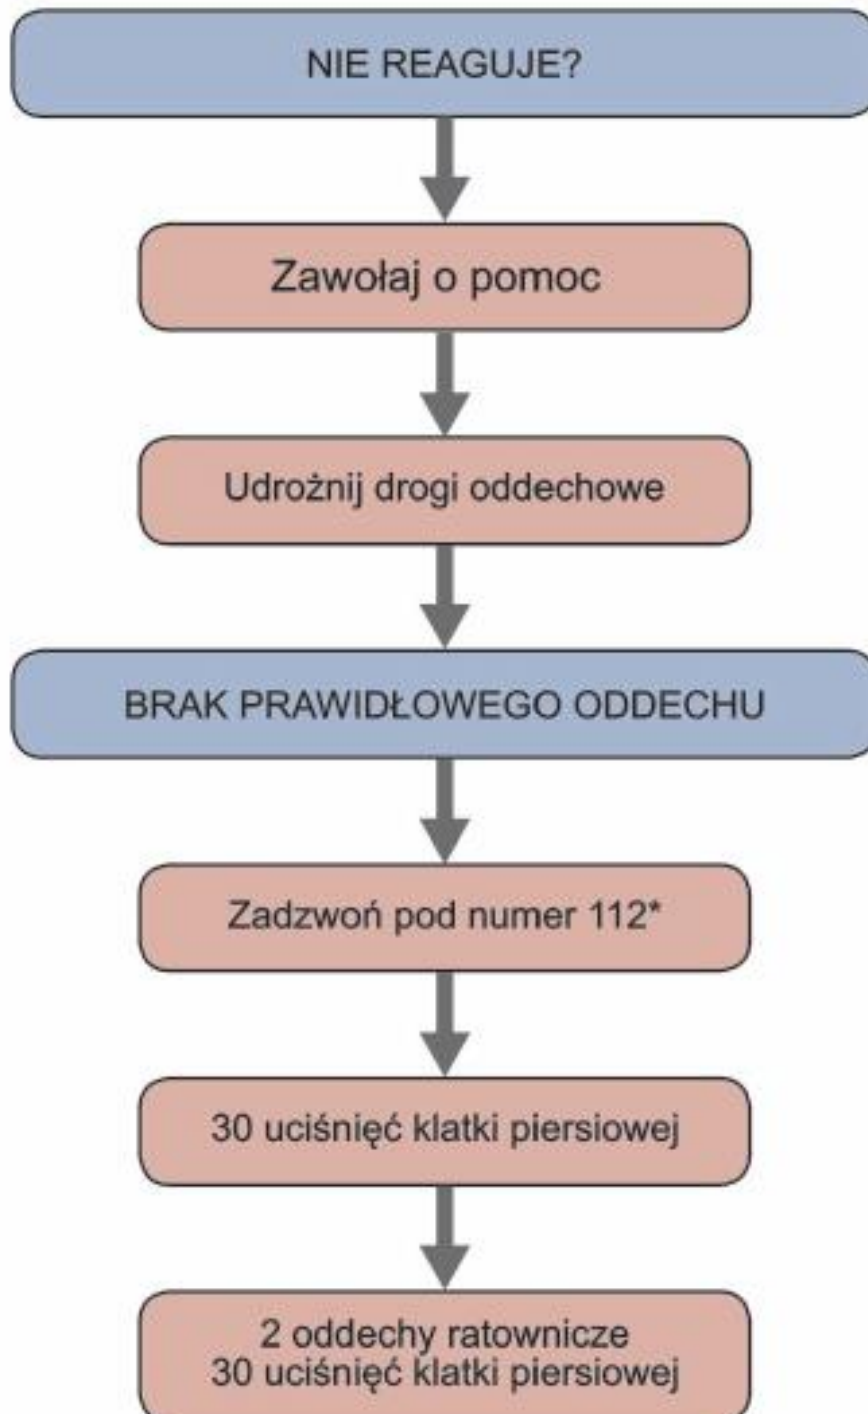 NIE REAGUJE?
Zawołaj o pomoc
Udrożnij drogi oddechowe
BRAK PRAWIDŁOWEGO ODDECHU
Zadzwoń pod numer 112*
30 uciśnięć klatki piersiowej
2 oddechy ratownicze
30 uciśnięć klatki piersiowej